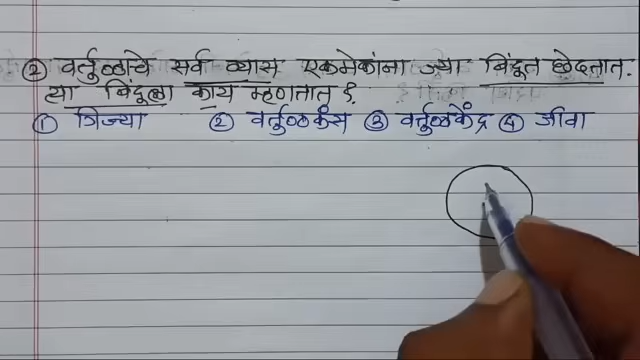 ② वर्तुळाचे सर्व व्यास एकमेकांना ज्या बिंदूत छेदतात.
त्या बिंदूला काय म्हणतात ?
① त्रिज्या ② वर्तुळकंस ③ वर्तुळकेंद्र ④ जीवा